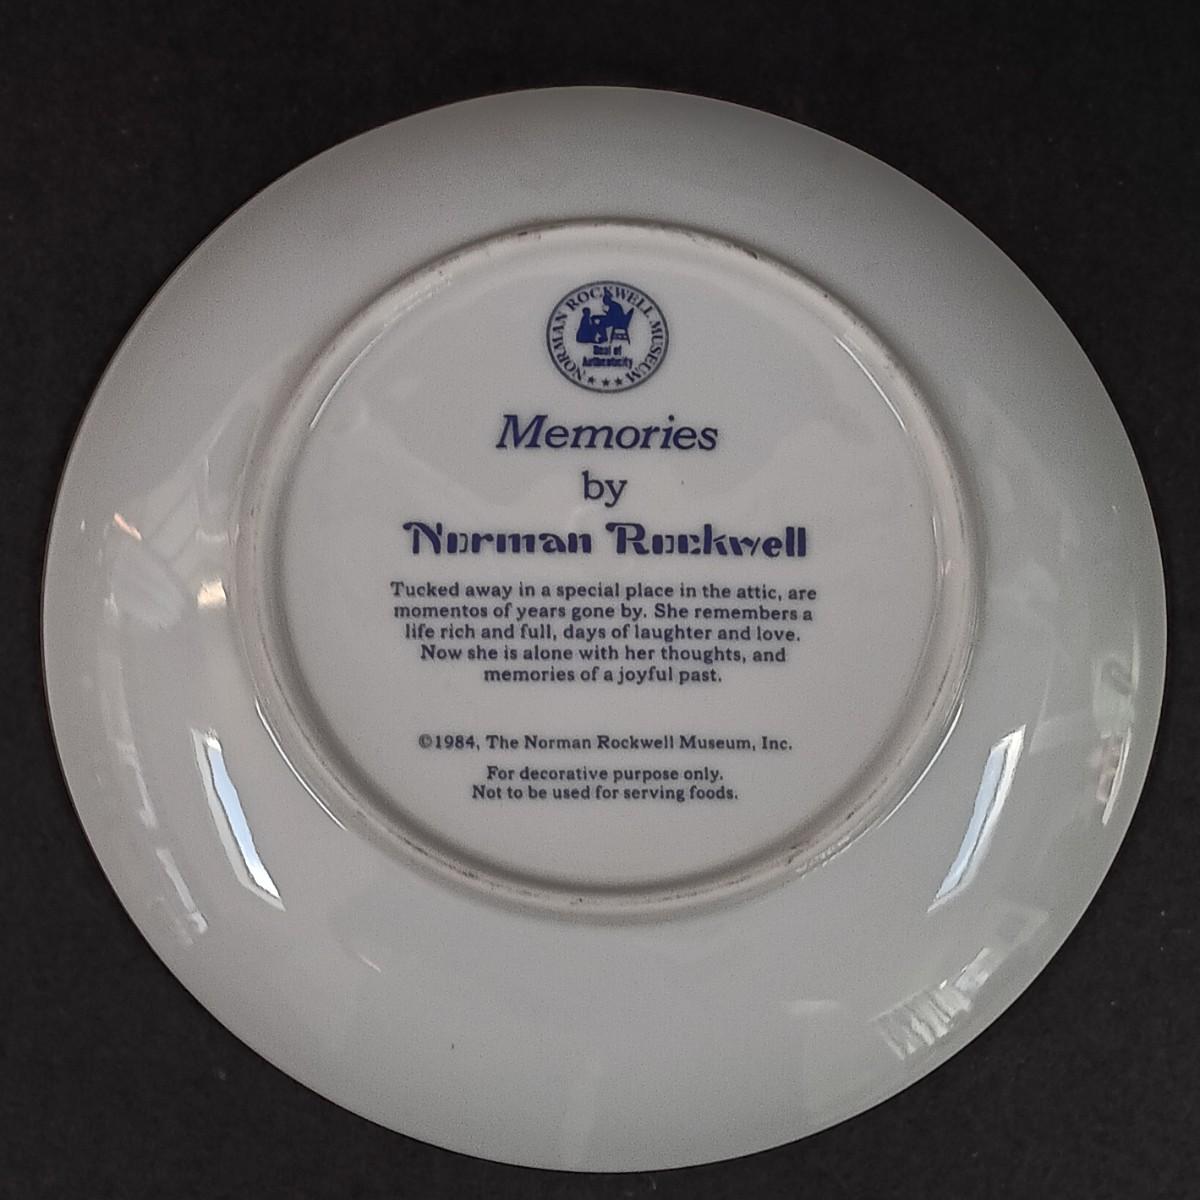 NORMAN ROCKWELL MUSEUM
Seal of
Authenticity
Memories
by
Norman Rockwell
Tucked away in a special place in the attic, are
momentos of years gone by. She remembers a
life rich and full, days of laughter and love.
Now she is alone with her thoughts, and
memories of a joyful past.
©1984, The Norman Rockwell Museum, Inc.
For decorative purpose only.
Not to be used for serving foods.